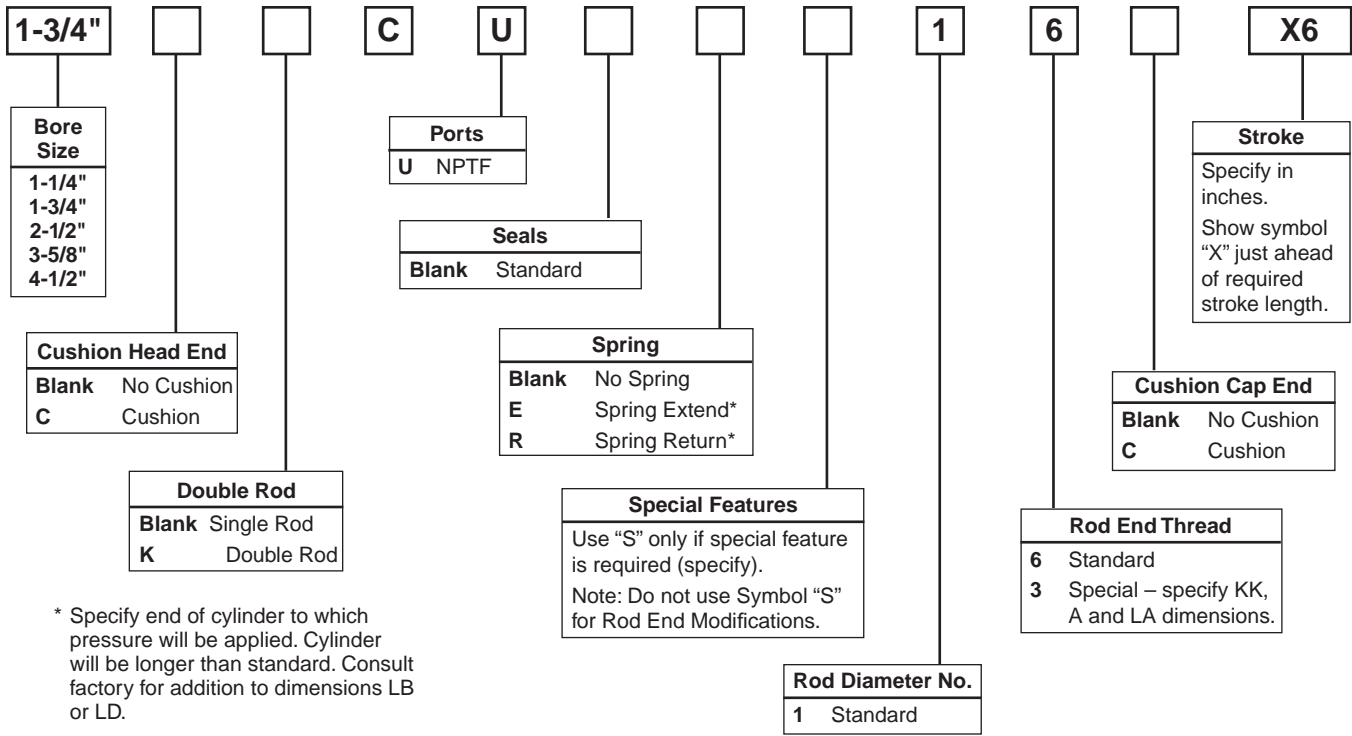 1-3/4" C U 1 6 X6
Bore
Size
1-1/4"
1-3/4"
2-1/2"
3-5/8"
4-1/2"
Ports
U NPTF
Stroke
Specify in
inches.
Show symbol
“X” just ahead
of required
stroke length.
Seals
Blank Standard
Cushion Head End
Blank No Cushion
C Cushion
Spring
Blank No Spring
E Spring Extend*
R Spring Return*
Cushion Cap End
Blank No Cushion
C Cushion
Double Rod
Blank Single Rod
K Double Rod
Special Features
Use “S” only if special feature
is required (specify).
Note: Do not use Symbol “S”
for Rod End Modifications.
Rod End Thread
6 Standard
3 Special – specify KK,
A and LA dimensions.
* Specify end of cylinder to which
pressure will be applied. Cylinder
will be longer than standard. Consult
factory for addition to dimensions LB
or LD.
Rod Diameter No.
1 Standard